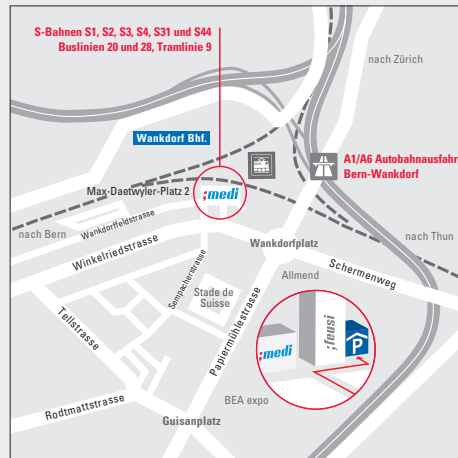 S-Bahnen S1, S2, S3, S4, S31 und S44
Buslinien 20 und 28, Tramlinie 9
nach Zürich
Wankdorf Bhf.
A1/A6 Autobahnausfahr
Bern-Wankdorf
Max-Daetwyler-Platz 2
;medi
Wankdorffeldstrasse
nach Bern
Winkelriedstrasse
Wankdorfplatz
nach Thun
Sempacherstrasse
Schermenweg
Allmend
Stade de
Suisse
Papiermühlestrasse
Tellstrasse
;feusi
P
;medi
BEA expo
Rodtmattstrasse
Guisanplatz